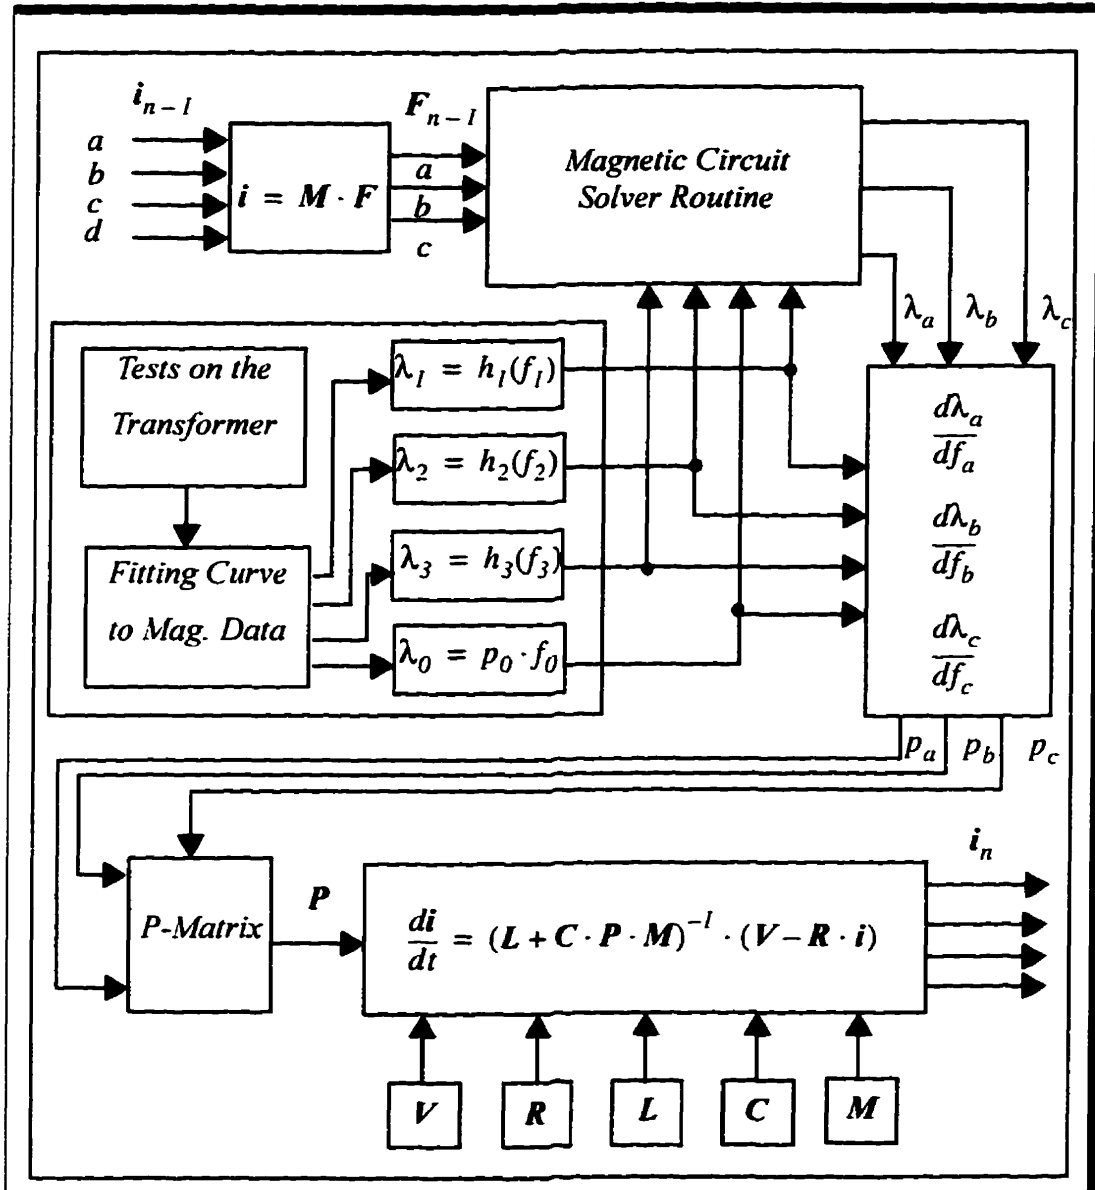 i_{n-1}
a
b
c
d
i = M · F
F_{n-1}
a
b
c
Magnetic Circuit
Solver Routine
λ_a
λ_b
λ_c
Tests on the
Transformer
Fitting Curve
to Mag. Data
λ_1 = h_1(f_1)
λ_2 = h_2(f_2)
λ_3 = h_3(f_3)
λ_0 = p_0 · f_0
dλ_a
df_a
dλ_b
df_b
dλ_c
df_c
p_a
p_b
p_c
P-Matrix
P
di/dt = (L + C · P · M)^{-1} · (V – R · i)
i_n
V
R
L
C
M